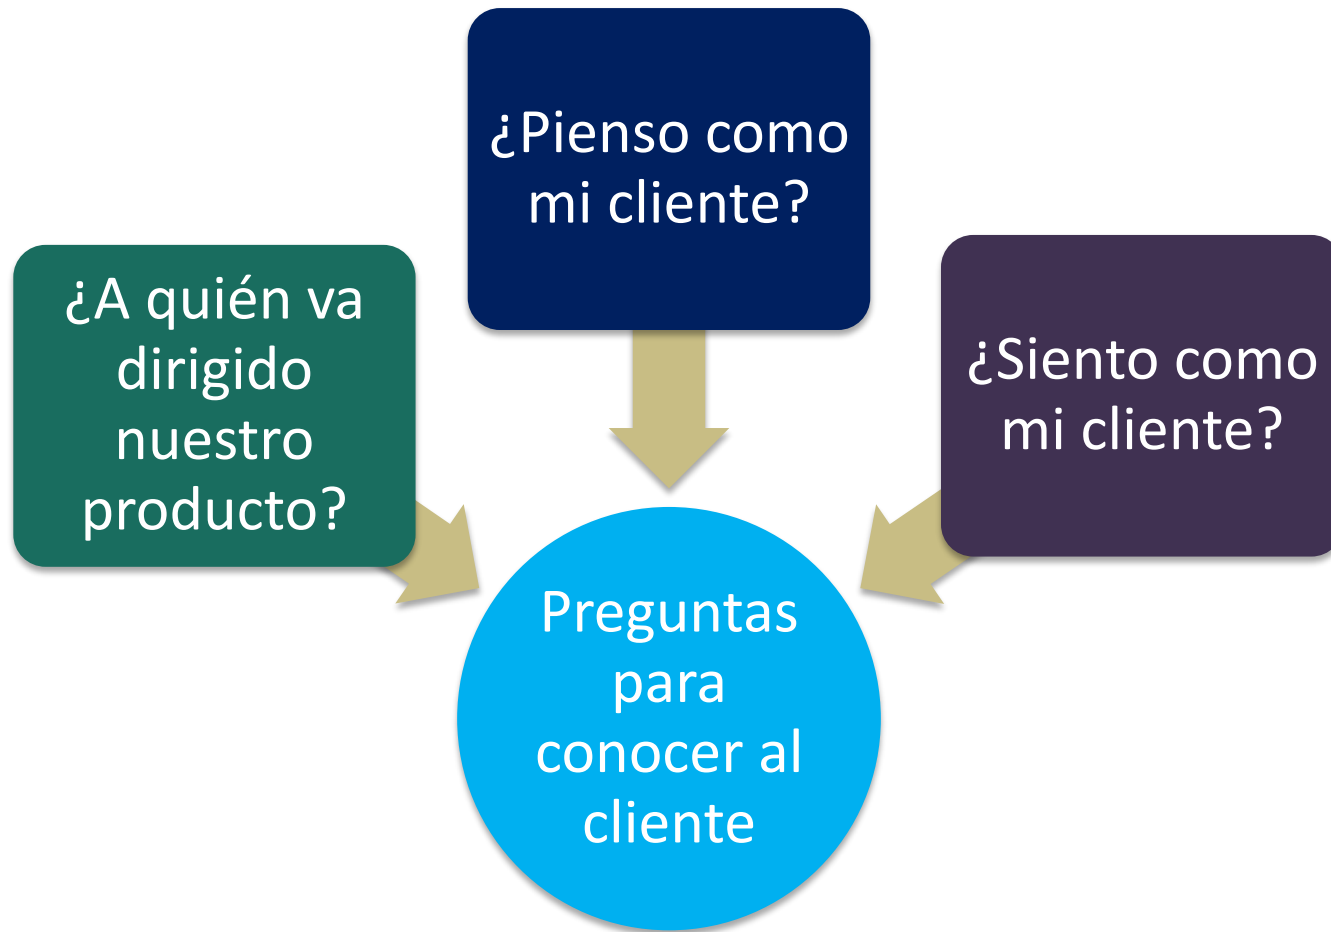 ¿Pienso como
mi cliente?
¿A quién va
dirigido
nuestro
producto?
¿Siento como
mi cliente?
Preguntas
para
conocer al
cliente